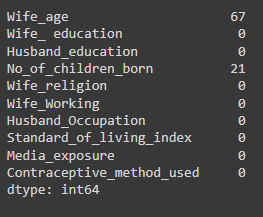 Wife_age 67
Wife_ education 0
Husband_education 0
No_of_children_born 21
Wife_religion 0
Wife_Working 0
Husband_Occupation 0
Standard_of_living_index 0
Media_exposure 0
Contraceptive_method_used 0
dtype: int64